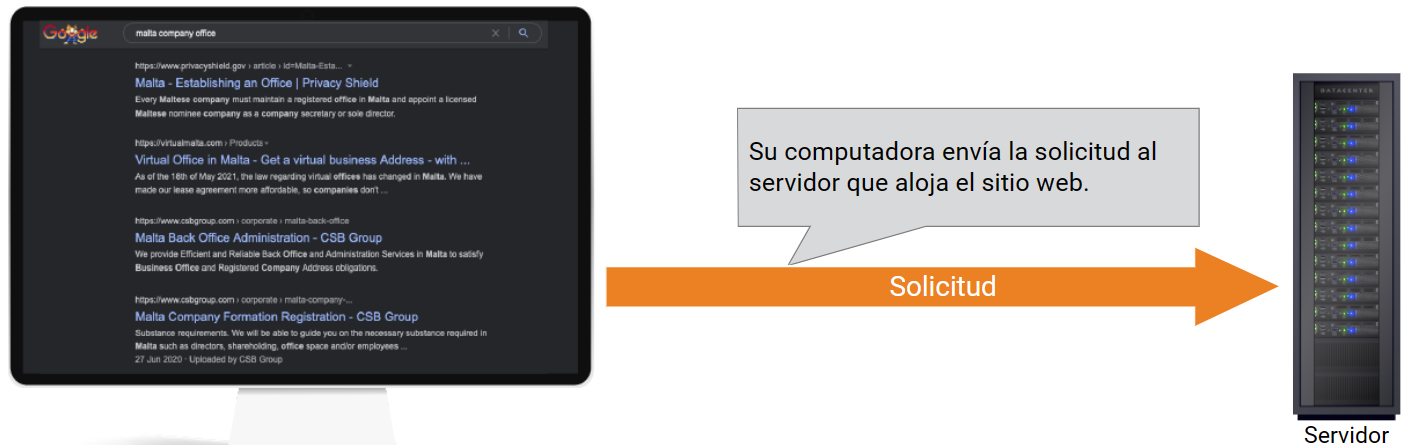 Google
malta company office
https://www.privacyshield.gov › article › id=Malta-Esta...
Malta - Establishing an Office | Privacy Shield
Every Maltese company must maintain a registered office in Malta and appoint a licensed
Maltese nominee company as a company secretary or sole director.
https://virtualmalta.com › Products
Virtual Office in Malta - Get a virtual business Address - with ...
As of the 16th of May 2021, the law regarding virtual offices has changed in Malta. We have
made our lease agreement more affordable, so companies don't ...
https://www.csbgroup.com › corporate › malta-back-office
Malta Back Office Administration - CSB Group
We provide Efficient and Reliable Back Office and Administration Services in Malta to satisfy
Business Office and Registered Company Address obligations.
https://www.csbgroup.com › corporate › malta-company-...
Malta Company Formation Registration - CSB Group
Substance requirements. We will be able to guide you on the necessary substance required in
Malta such as directors, shareholding, office space and/or employees ...
27 Jun 2020 · Uploaded by CSB Group
Su computadora envía la solicitud al
servidor que aloja el sitio web.
Solicitud
DATACENTER
Servidor